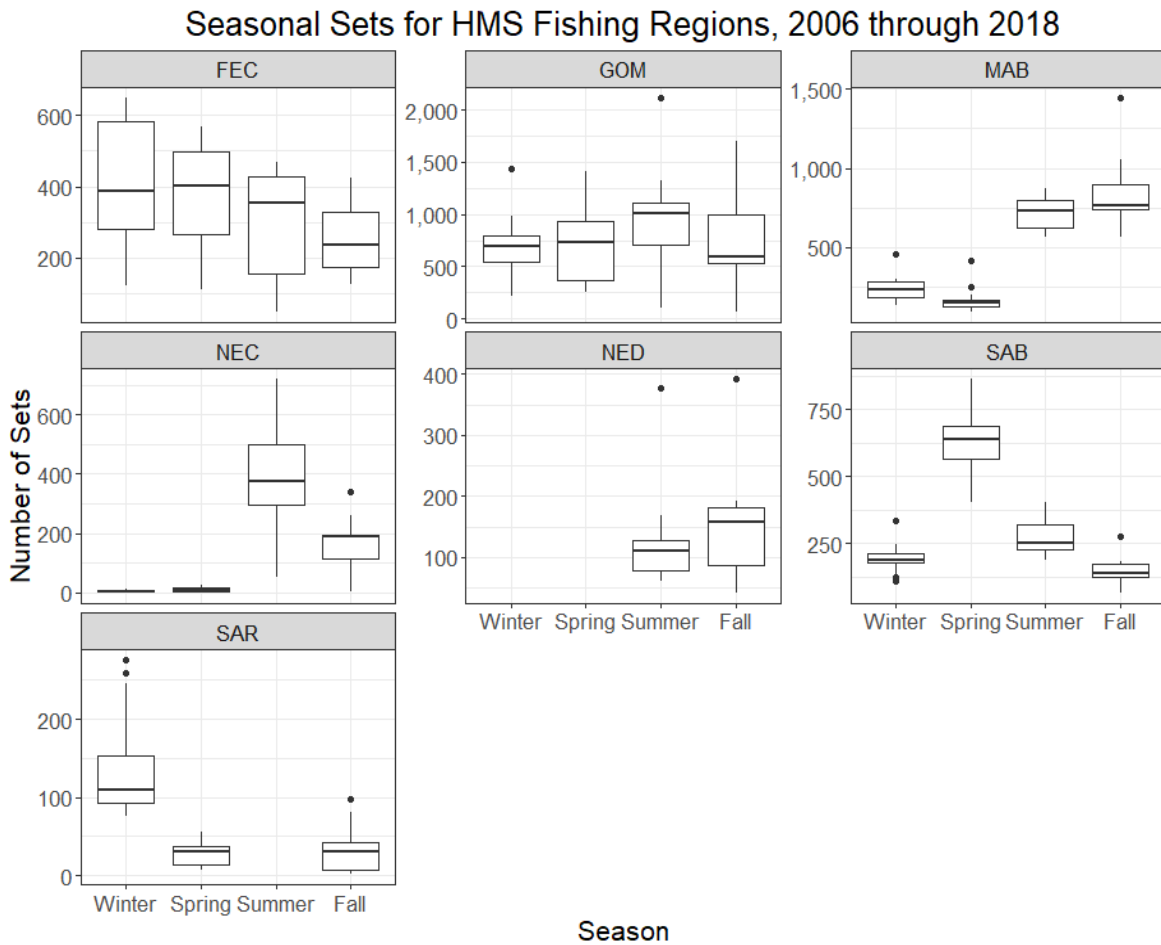 Seasonal Sets for HMS Fishing Regions, 2006 through 2018
FEC
GOM
MAB
600
400
200
2,000
1,500
1,000
500
0
1,500
1,000
500
NEC
NED
SAB
Number of Sets
600
400
200
0
400
300
200
100
750
500
250
Winter Spring Summer Fall
Winter Spring Summer Fall
SAR
200
100
0
Winter Spring Summer Fall
Season